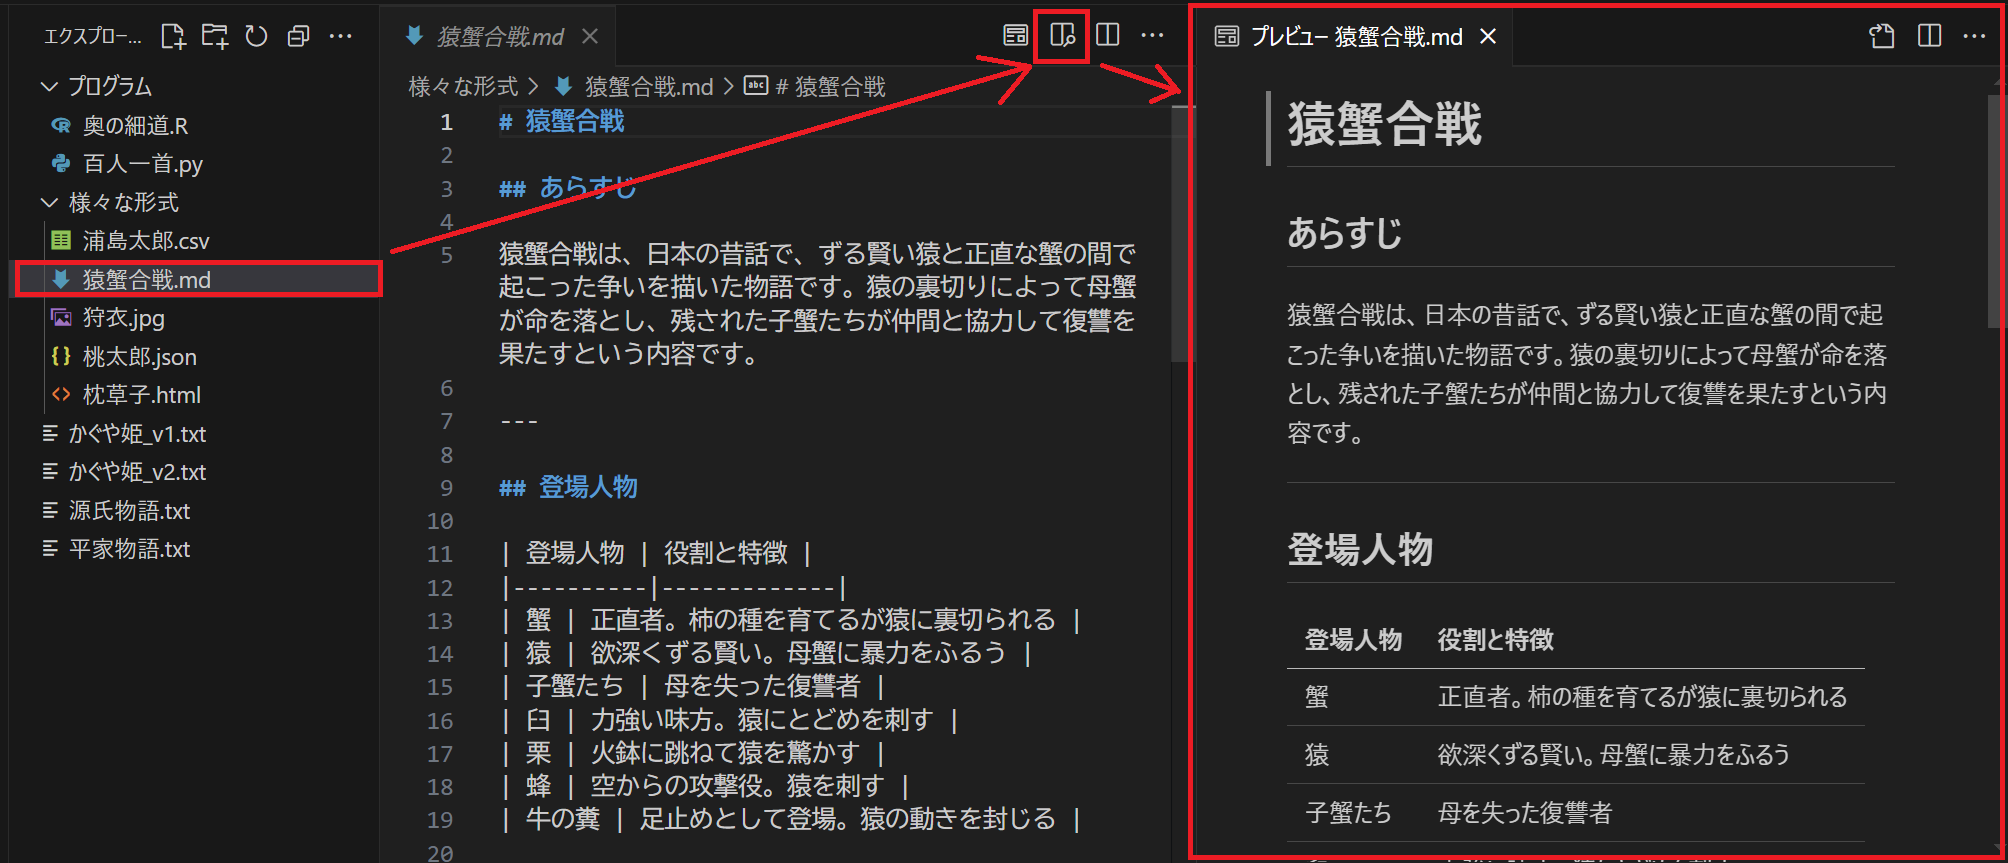 エクスプロー...
プログラム
奥の細道.R
百人一首.py
様々な形式
浦島太郎.csv
猿蟹合戦.md
狩衣.jpg
桃太郎.json
枕草子.html
かぐや姫_v1.txt
かぐや姫_v2.txt
源氏物語.txt
平家物語.txt
猿蟹合戦.md
様々な形式 > 猿蟹合戦.md > abc # 猿蟹合戦
1 # 猿蟹合戦
2
3 ## あらすじ
4
5 猿蟹合戦は、日本の昔話で、ずる賢い猿と正直な蟹の間で
起こった争いを描いた物語です。猿の裏切りによって母蟹
が命を落とし、残された子蟹たちが仲間と協力して復讐を
果たすという内容です。
6
7 ---
8
9 ## 登場人物
10
11 | 登場人物 | 役割と特徴 |
12 |----------|-------------|
13 | 蟹 | 正直者。柿の種を育てるが猿に裏切られる |
14 | 猿 | 欲深くずる賢い。母蟹に暴力をふるう |
15 | 子蟹たち | 母を失った復讐者 |
16 | 臼 | 力強い味方。猿にとどめを刺す |
17 | 栗 | 火鉢に跳ねて猿を驚かす |
18 | 蜂 | 空からの攻撃役。猿を刺す |
19 | 牛の糞 | 足止めとして登場。猿の動きを封じる |
20
プレビュー 猿蟹合戦.md
猿蟹合戦
あらすじ
猿蟹合戦は、日本の昔話で、ずる賢い猿と正直な蟹の間で起
こった争いを描いた物語です。猿の裏切りによって母蟹が命を落
とし、残された子蟹たちが仲間と協力して復讐を果たすという内
容です。
登場人物
登場人物 役割と特徴
蟹 正直者。柿の種を育てるが猿に裏切られる
猿 欲深くずる賢い。母蟹に暴力をふるう
子蟹たち 母を失った復讐者